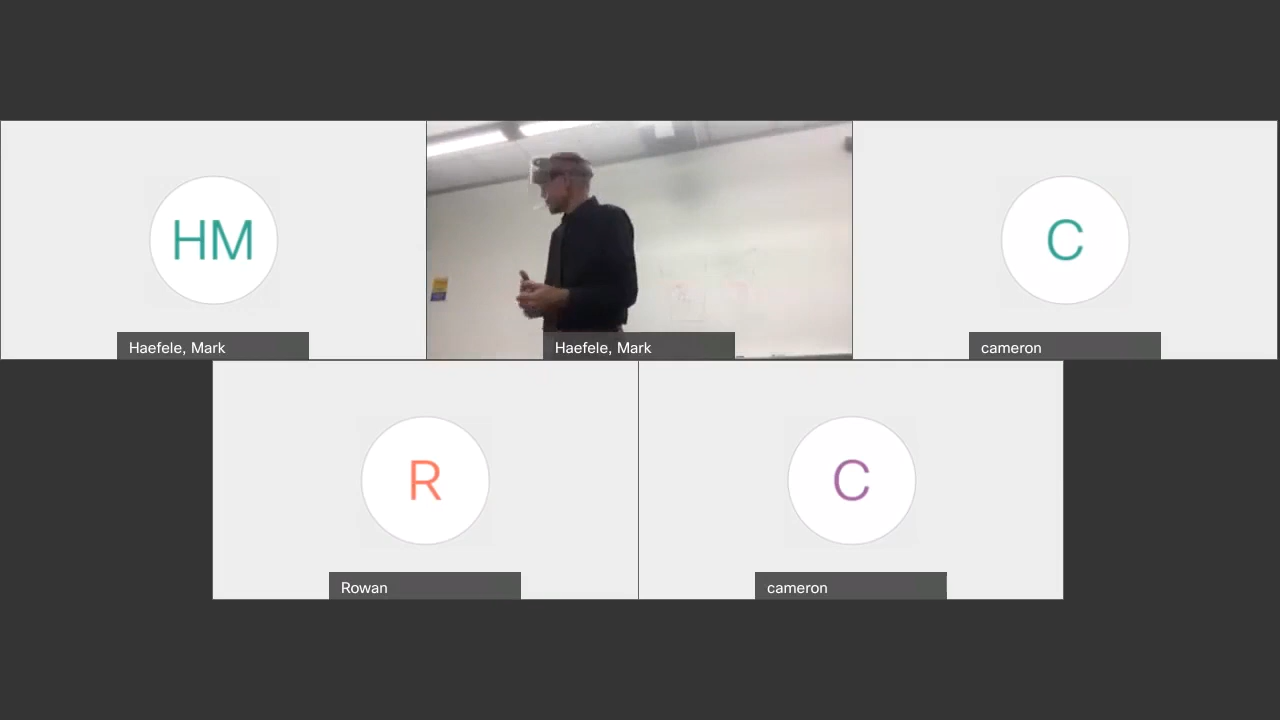 HM
Haefele, Mark
Haefele, Mark
C
cameron
R
Rowan
C
cameron